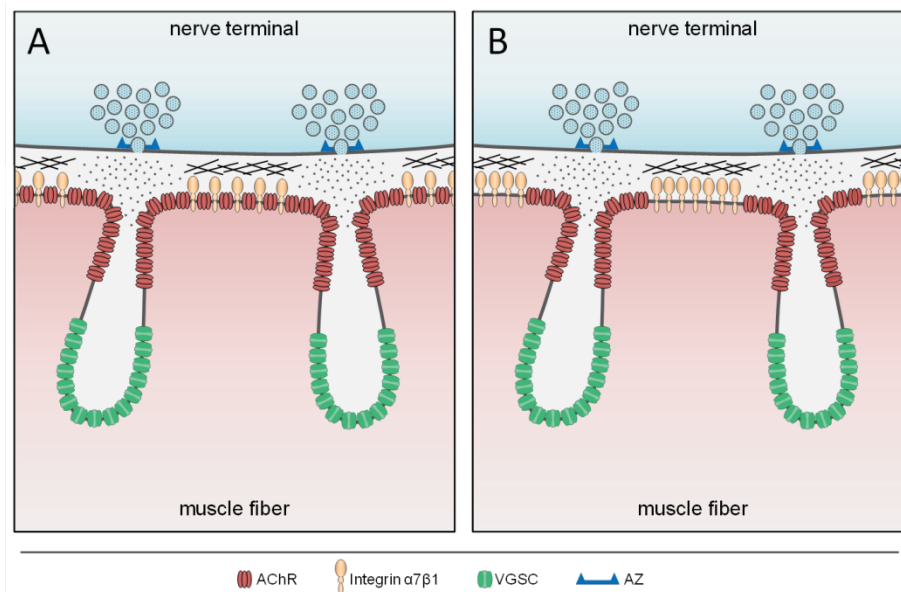 A
nerve terminal
muscle fiber
B
nerve terminal
muscle fiber
AChR
Integrin α7β1
VGSC
AZ